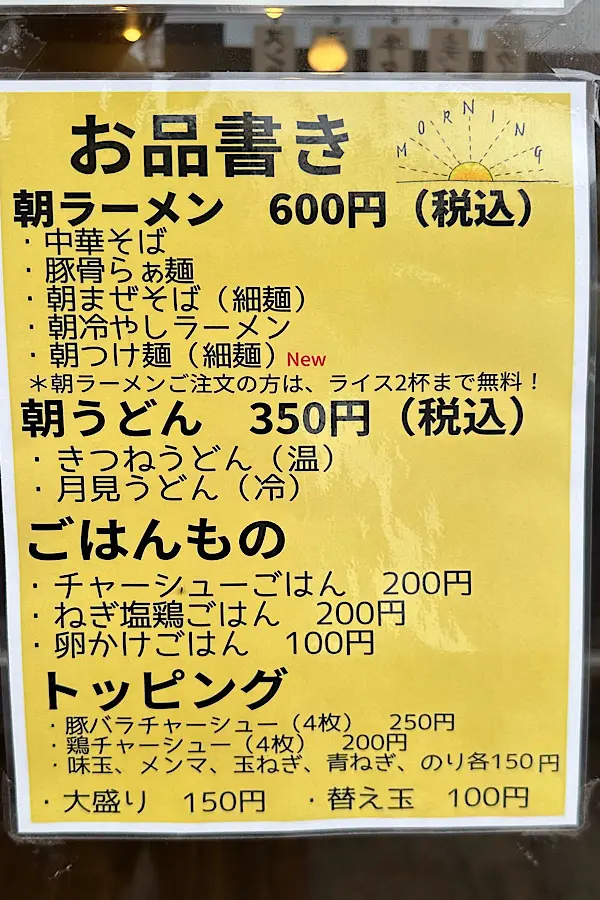 お品書き
MORNING
朝ラーメン　600円（税込）
・中華そば
・豚骨らぁ麺
・朝まぜそば（細麺）
・朝冷やしラーメン
・朝つけ麺（細麺）New
＊朝ラーメンご注文の方は、ライス2杯まで無料！
朝うどん　350円（税込）
・きつねうどん（温）
・月見うどん（冷）
ごはんもの
・チャーシューごはん　200円
・ねぎ塩鶏ごはん　200円
・卵かけごはん　100円
トッピング
・豚バラチャーシュー（4枚）　250円
・鶏チャーシュー（4枚）　200円
・味玉、メンマ、玉ねぎ、青ねぎ、のり各150円
・大盛り　150円　・替え玉　100円